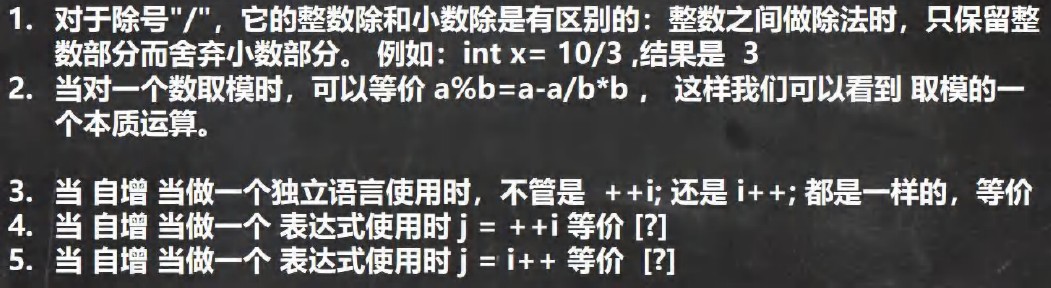 1. 对于除号"/"，它的整数除和小数除是有区别的：整数之间做除法时，只保留整
数部分而舍弃小数部分。 例如：int x= 10/3 ,结果是 3
2. 当对一个数取模时，可以等价 a%b=a-a/b*b ， 这样我们可以看到 取模的一
个本质运算。
3. 当 自增 当做一个独立语言使用时，不管是 ++i; 还是 i++; 都是一样的，等价
4. 当 自增 当做一个 表达式使用时 j = ++i 等价 [?]
5. 当 自增 当做一个 表达式使用时 j = i++ 等价 [?]